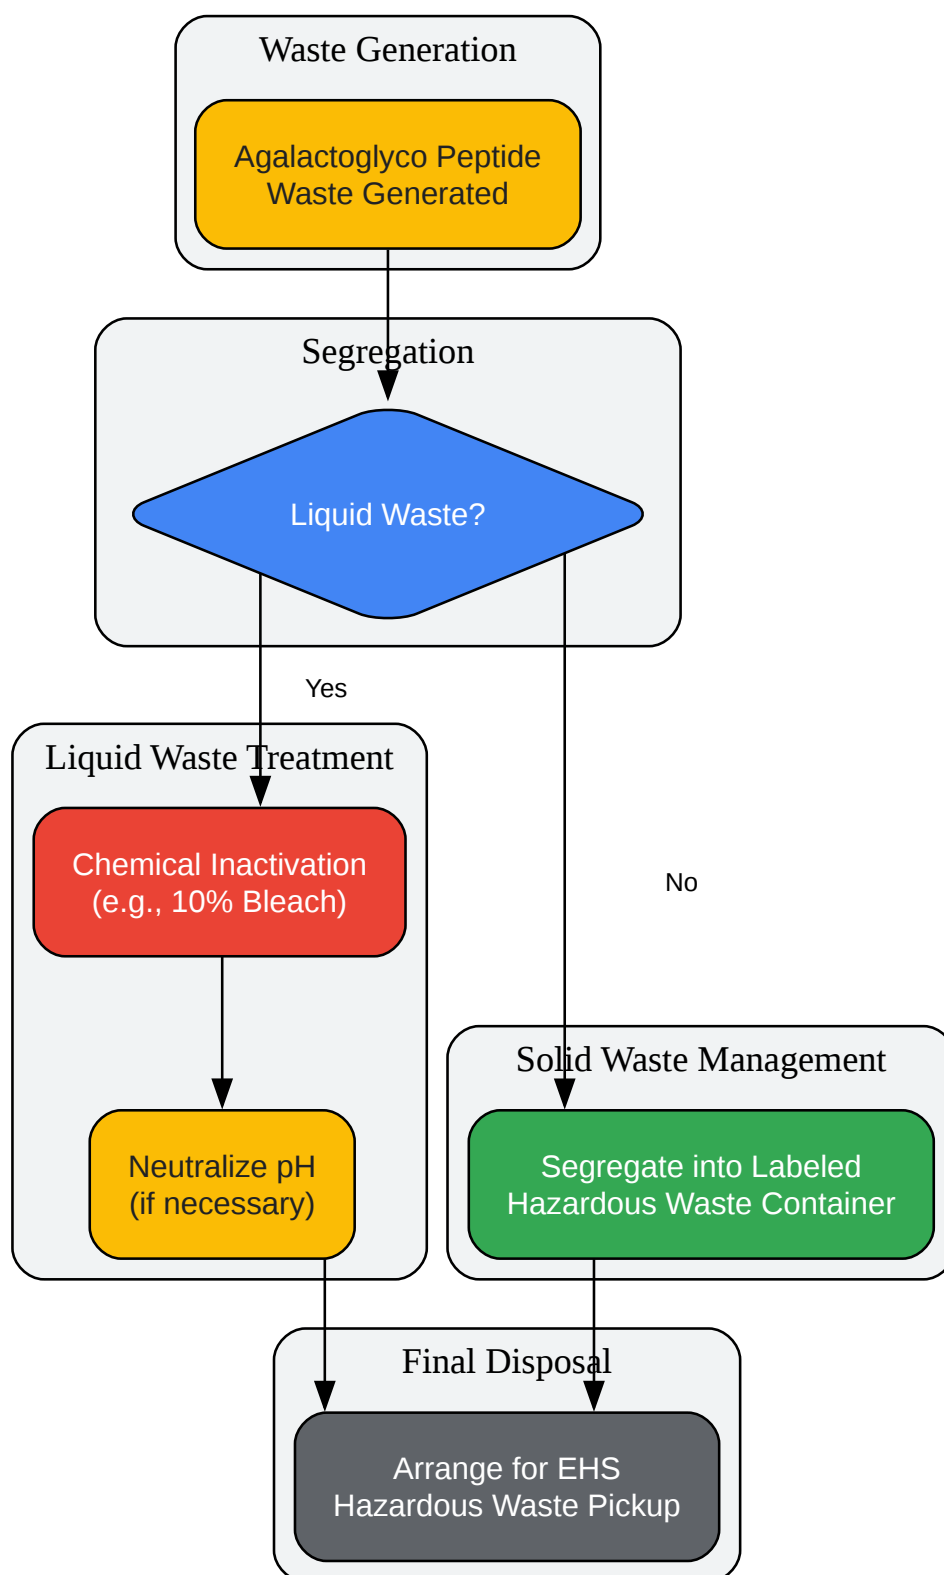 Waste Generation
Agalactoglyco Peptide
Waste Generated
Segregation
Liquid Waste?
Yes
Liquid Waste Treatment
Chemical Inactivation
(e.g., 10% Bleach)
No
Solid Waste Management
Neutralize pH
(if necessary)
Segregate into Labeled
Hazardous Waste Container
Final Disposal
Arrange for EHS
Hazardous Waste Pickup